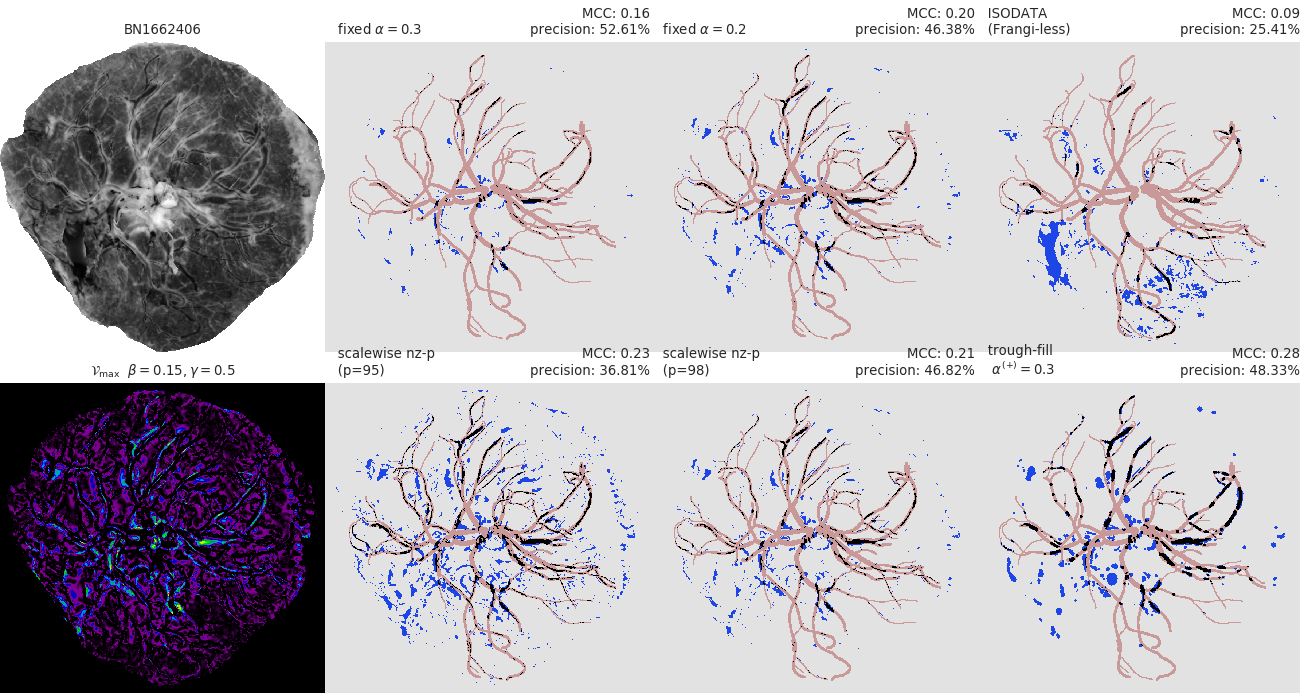 BN1662406
fixed α = 0.3
MCC: 0.16
precision: 52.61%
fixed α = 0.2
MCC: 0.20
precision: 46.38%
ISODATA
(Frangi-less)
MCC: 0.09
precision: 25.41%
𝒱max β = 0.15, γ = 0.5
scalewise nz-p
(p=95)
MCC: 0.23
precision: 36.81%
scalewise nz-p
(p=98)
MCC: 0.21
precision: 46.82%
trough-fill
α(+) = 0.3
MCC: 0.28
precision: 48.33%